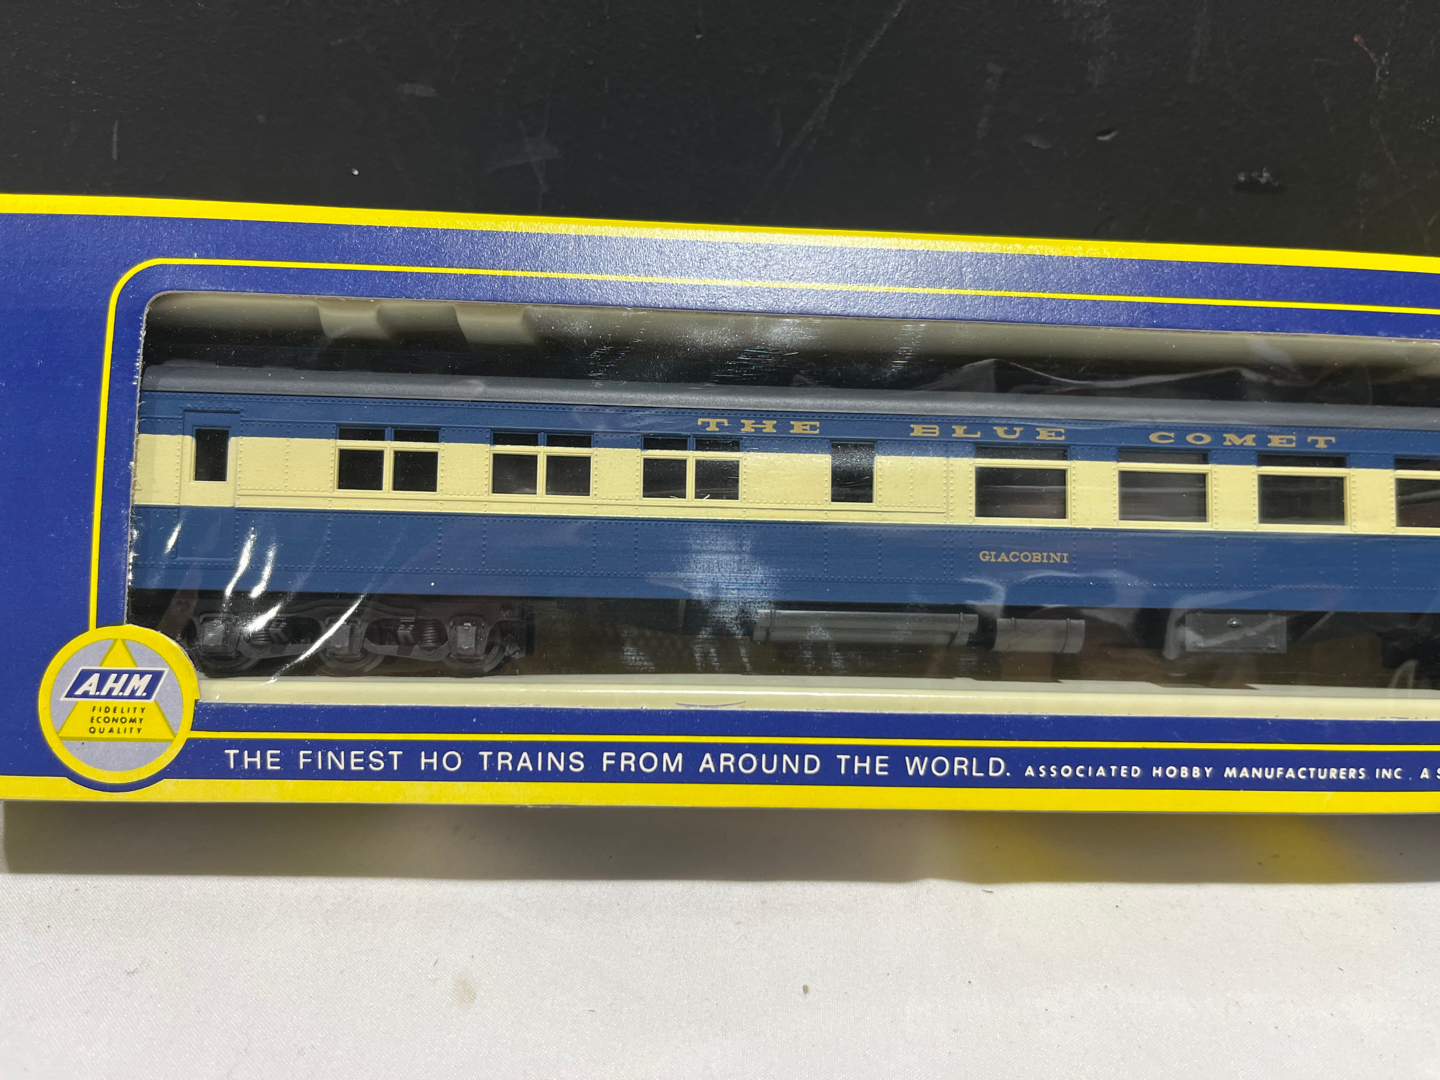 THE BLUE COMET
GIACOBINI
A.H.M.
FIDELITY
ECONOMY
QUALITY
THE FINEST HO TRAINS FROM AROUND THE WORLD. ASSOCIATED HOBBY MANUFACTURERS INC. A S